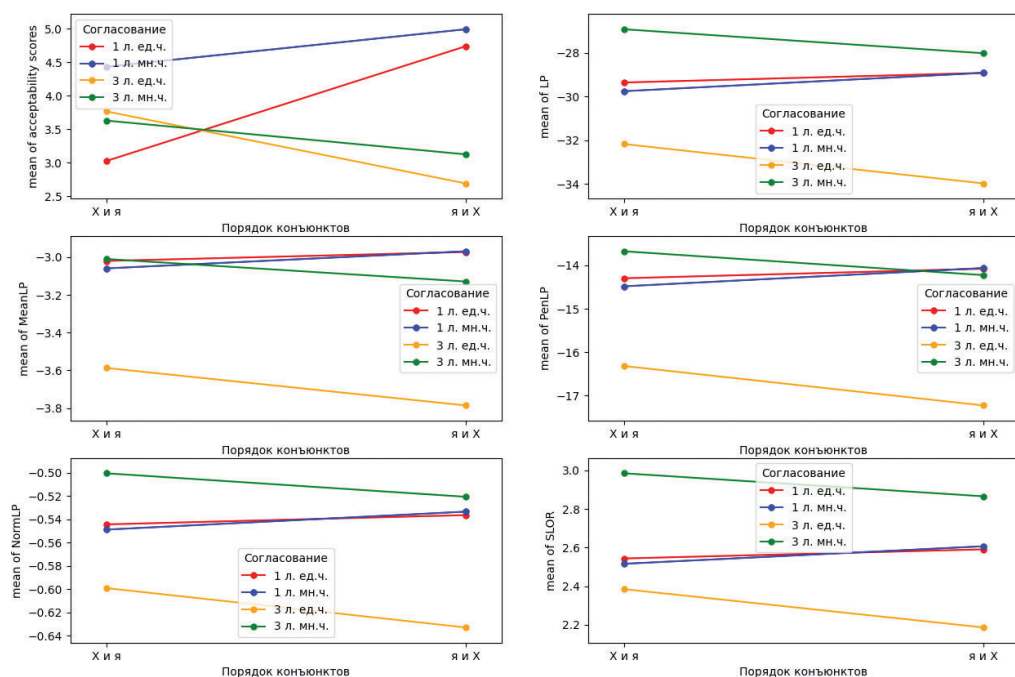 mean of acceptability scores
5.0
4.5
4.0
3.5
3.0
2.5
Согласование
1 л. ед.ч.
1 л. мн.ч.
3 л. ед.ч.
3 л. мн.ч.
Х и я
я и Х
Порядок конъюнктов
mean of LP
−28
−30
−32
−34
Согласование
1 л. ед.ч.
1 л. мн.ч.
3 л. ед.ч.
3 л. мн.ч.
Х и я
я и Х
Порядок конъюнктов
mean of MeanLP
−3.0
−3.2
−3.4
−3.6
−3.8
Согласование
1 л. ед.ч.
1 л. мн.ч.
3 л. ед.ч.
3 л. мн.ч.
Х и я
я и Х
Порядок конъюнктов
mean of PenLP
−14
−15
−16
−17
Согласование
1 л. ед.ч.
1 л. мн.ч.
3 л. ед.ч.
3 л. мн.ч.
Х и я
я и Х
Порядок конъюнктов
mean of NormLP
−0.50
−0.52
−0.54
−0.56
−0.58
−0.60
−0.62
−0.64
Согласование
1 л. ед.ч.
1 л. мн.ч.
3 л. ед.ч.
3 л. мн.ч.
Х и я
я и Х
Порядок конъюнктов
mean of SLOR
3.0
2.8
2.6
2.4
2.2
Согласование
1 л. ед.ч.
1 л. мн.ч.
3 л. ед.ч.
3 л. мн.ч.
Х и я
я и Х
Порядок конъюнктов